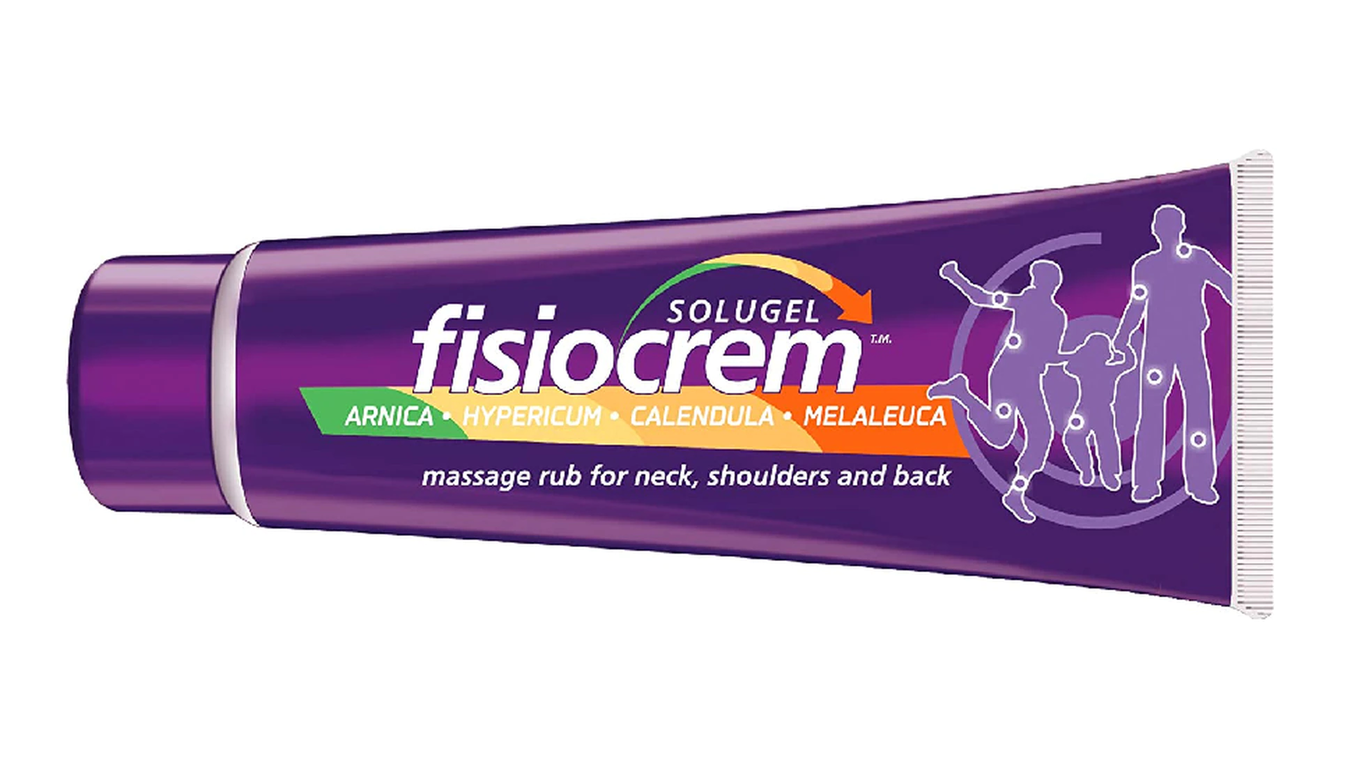 SOLUGEL
fisiocrem T.M.
ARNICA • HYPERICUM • CALENDULA • MELALEUCA
massage rub for neck, shoulders and back